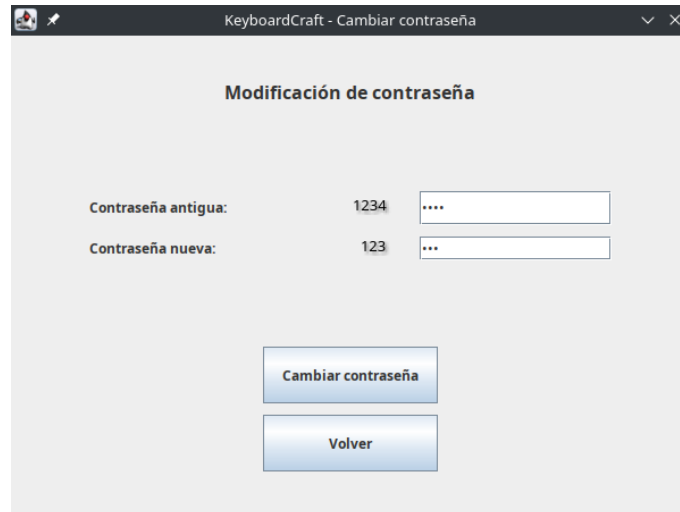 KeyboardCraft - Cambiar contraseña
Modificación de contraseña
Contraseña antigua: 1234 ····
Contraseña nueva: 123 ···
Cambiar contraseña
Volver